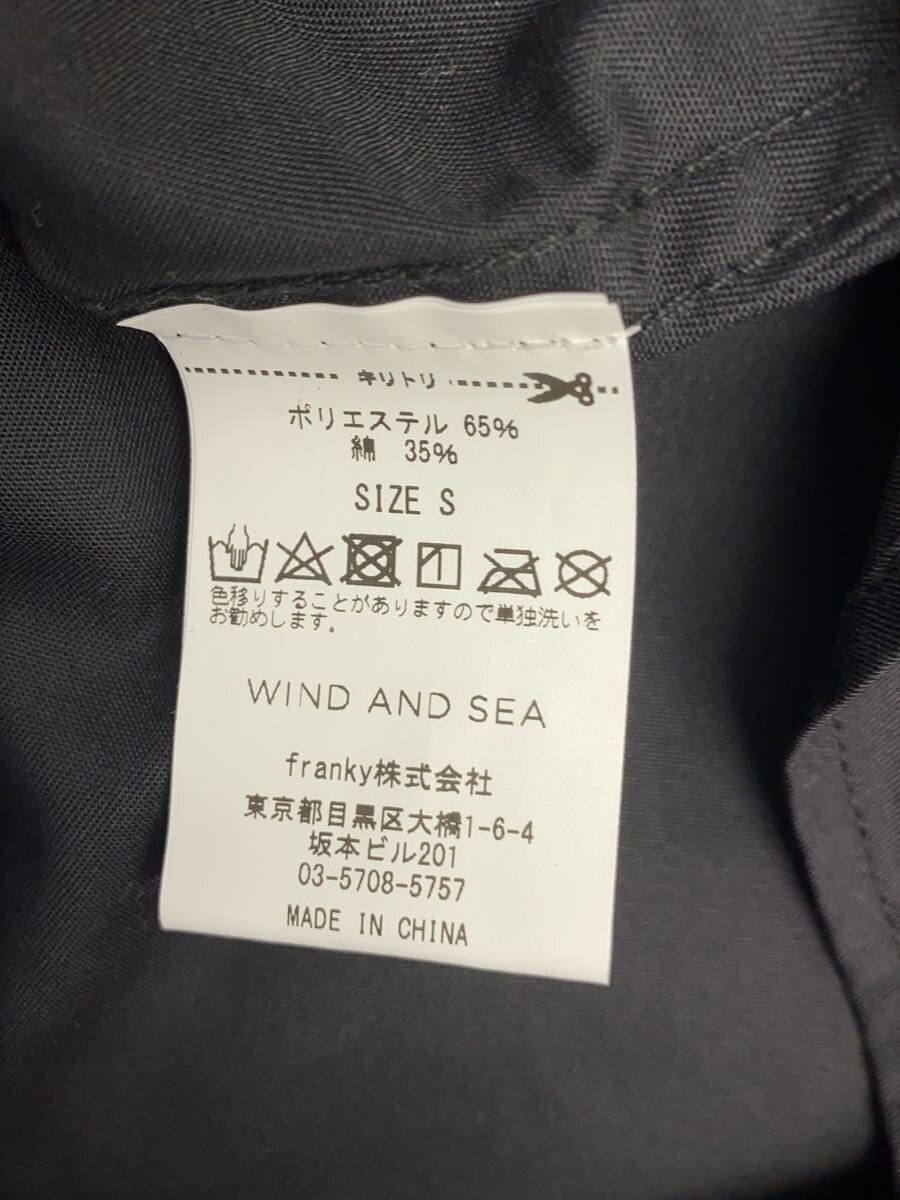 キリトリ
ポリエステル 65%
綿 35%
SIZE S
色移りすることがありますので単独洗いを
お勧めします。
WIND AND SEA
franky株式会社
東京都目黒区大橋1-6-4
坂本ビル201
03-5708-5757
MADE IN CHINA